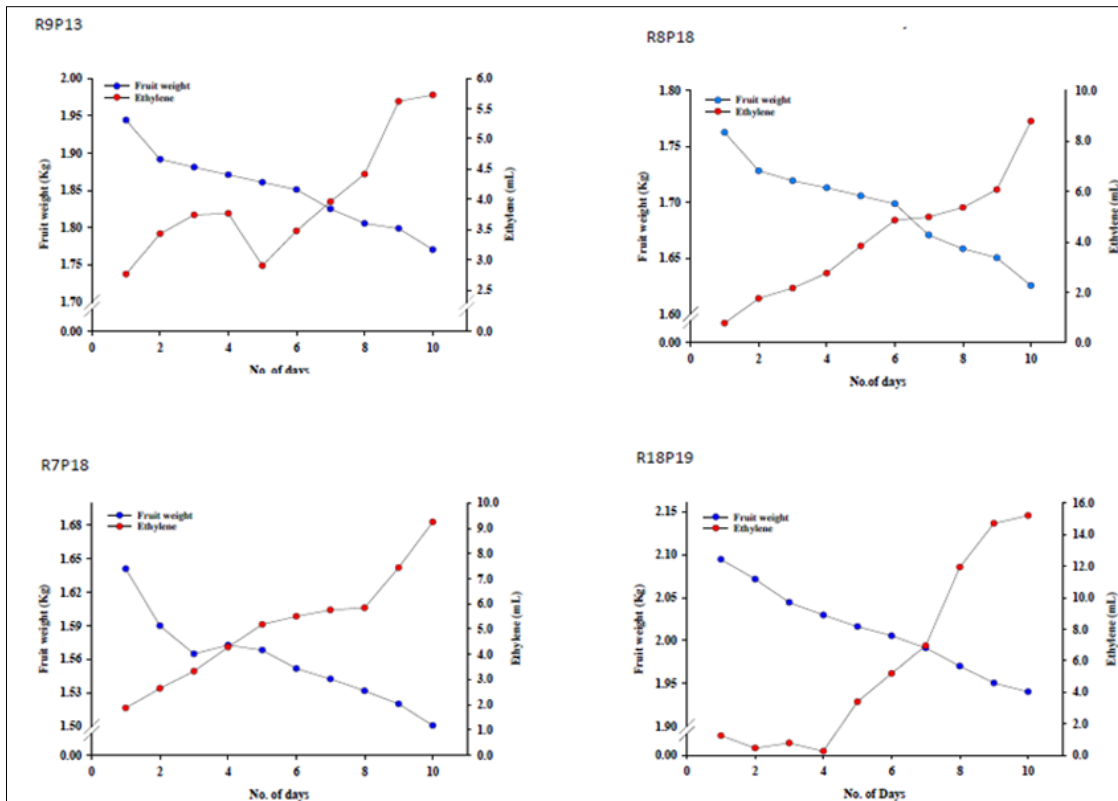 R9P13
Fruit weight
Ethylene
Fruit weight (Kg)
2.00
1.95
1.90
1.85
1.80
1.75
1.70
0.00
Ethylene (mL)
6.0
5.5
5.0
4.5
4.0
3.5
3.0
2.5
0.0
0 2 4 6 8 10
No. of days
R8P18
Fruit weight
Ethylene
Fruit weight (Kg)
1.80
1.75
1.70
1.65
1.60
0.00
Ethylene (mL)
10.0
8.0
6.0
4.0
2.0
0.0
0 2 4 6 8 10
No.of days
R7P18
Fruit weight
Ethylene
Fruit weight (Kg)
1.68
1.65
1.62
1.59
1.56
1.53
1.50
0.00
Ethylene (mL)
10.0
9.0
8.0
7.0
6.0
5.0
4.0
3.0
2.0
1.0
0.0
0 2 4 6 8 10
No. of days
R18P19
Fruit weight
Ethylene
Fruit weight (Kg)
2.15
2.10
2.05
2.00
1.95
1.90
0.00
Ethylene (mL)
16.0
14.0
12.0
10.0
8.0
6.0
4.0
2.0
0.0
0 2 4 6 8 10
No. of Days